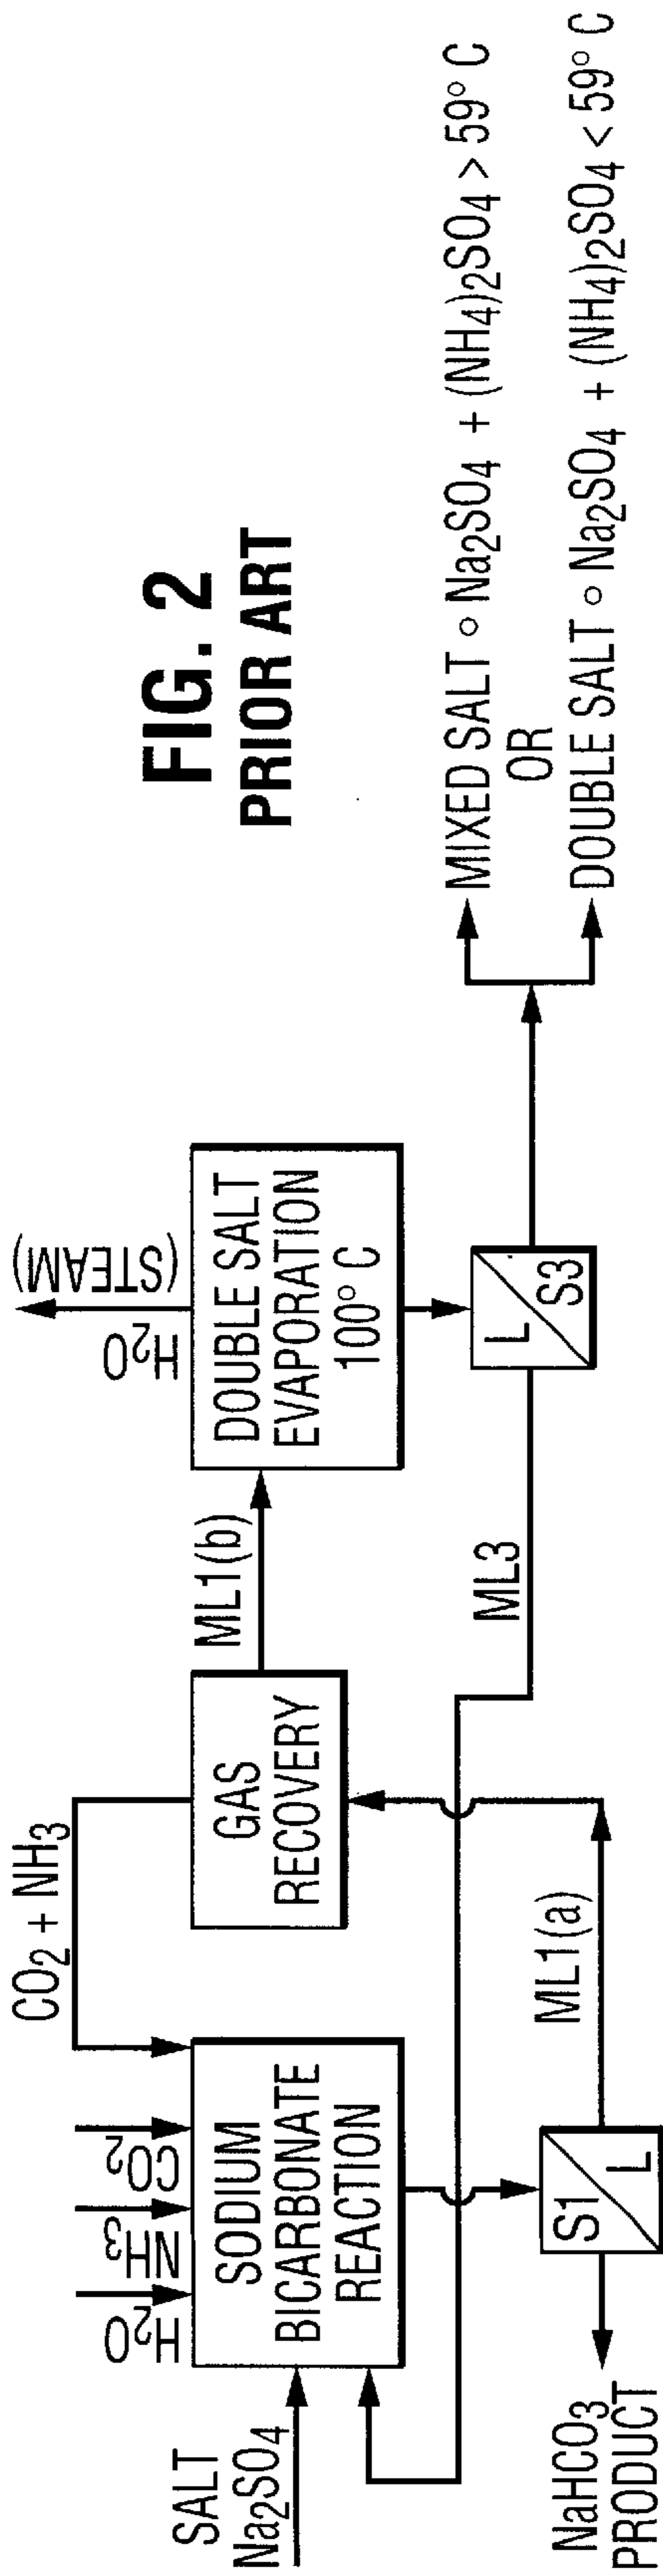 FIG. 2
PRIOR ART
SALT
Na2SO4
H2O
NH3
CO2
CO2 + NH3
SODIUM
BICARBONATE
REACTION
GAS
RECOVERY
ML1(b)
H2O
(STEAM)
DOUBLE SALT
EVAPORATION
100° C
S1
L
NaHCO3
PRODUCT
ML1(a)
ML3
L
S3
MIXED SALT ∘ Na2SO4 + (NH4)2SO4 > 59° C
OR
DOUBLE SALT ∘ Na2SO4 + (NH4)2SO4 < 59° C